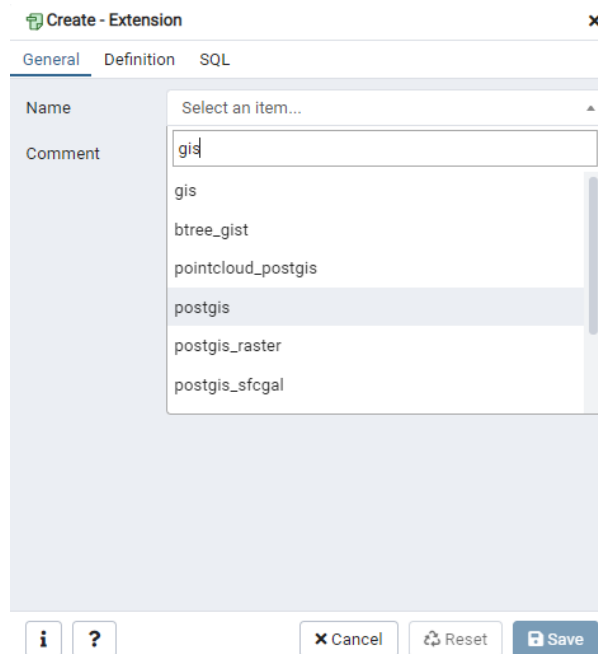 Create - Extension
General Definition SQL
Name Select an item...
Comment gis
gis
btree_gist
pointcloud_postgis
postgis
postgis_raster
postgis_sfcgal
i ? Cancel Reset Save